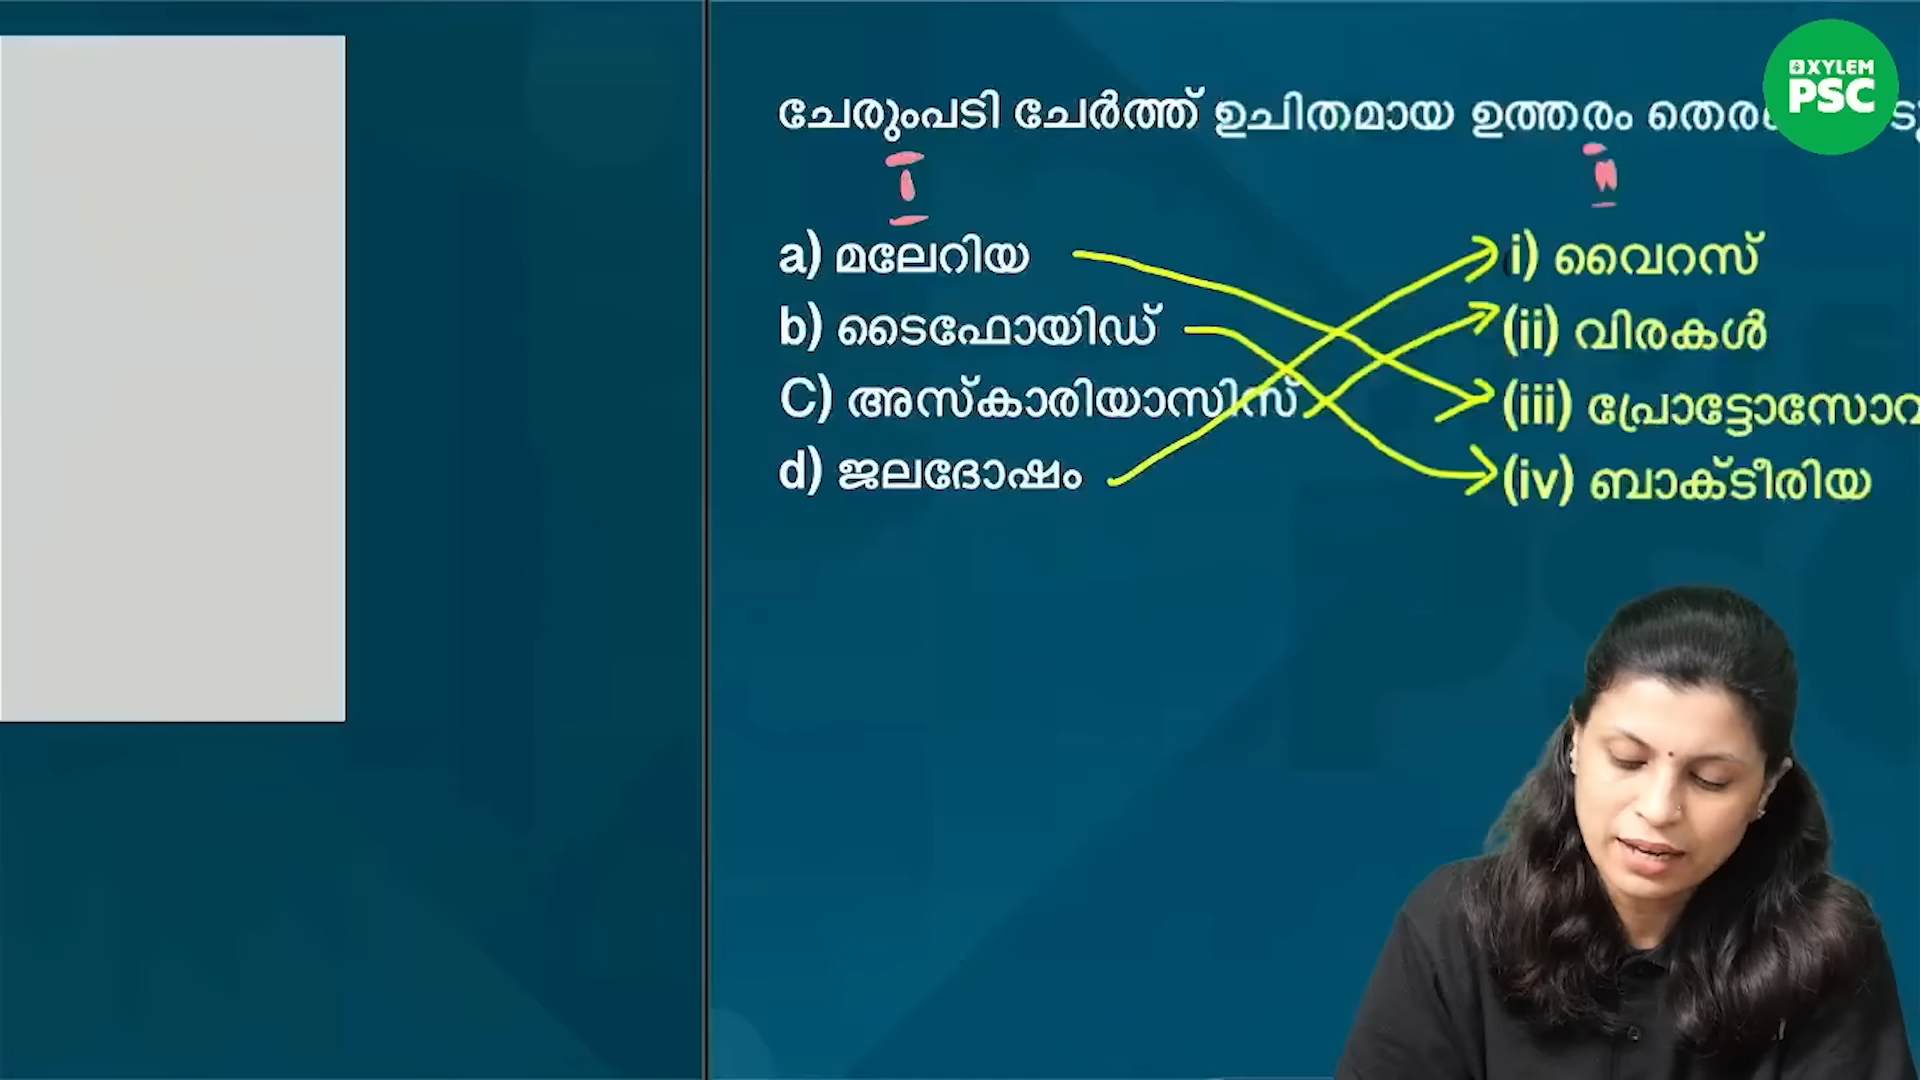 XYLEM
PSC
ചേരുംപടി ചേർത്ത് ഉചിതമായ ഉത്തരം
I
II
a) മലേറിയ
i) വൈറസ്
b) ടൈഫോയിഡ്
(ii) വിരകൾ
C) അസ്കാരിയാസിസ്
(iii)
d) ജലദോഷം
(iv) ബാക്ടീരിയ